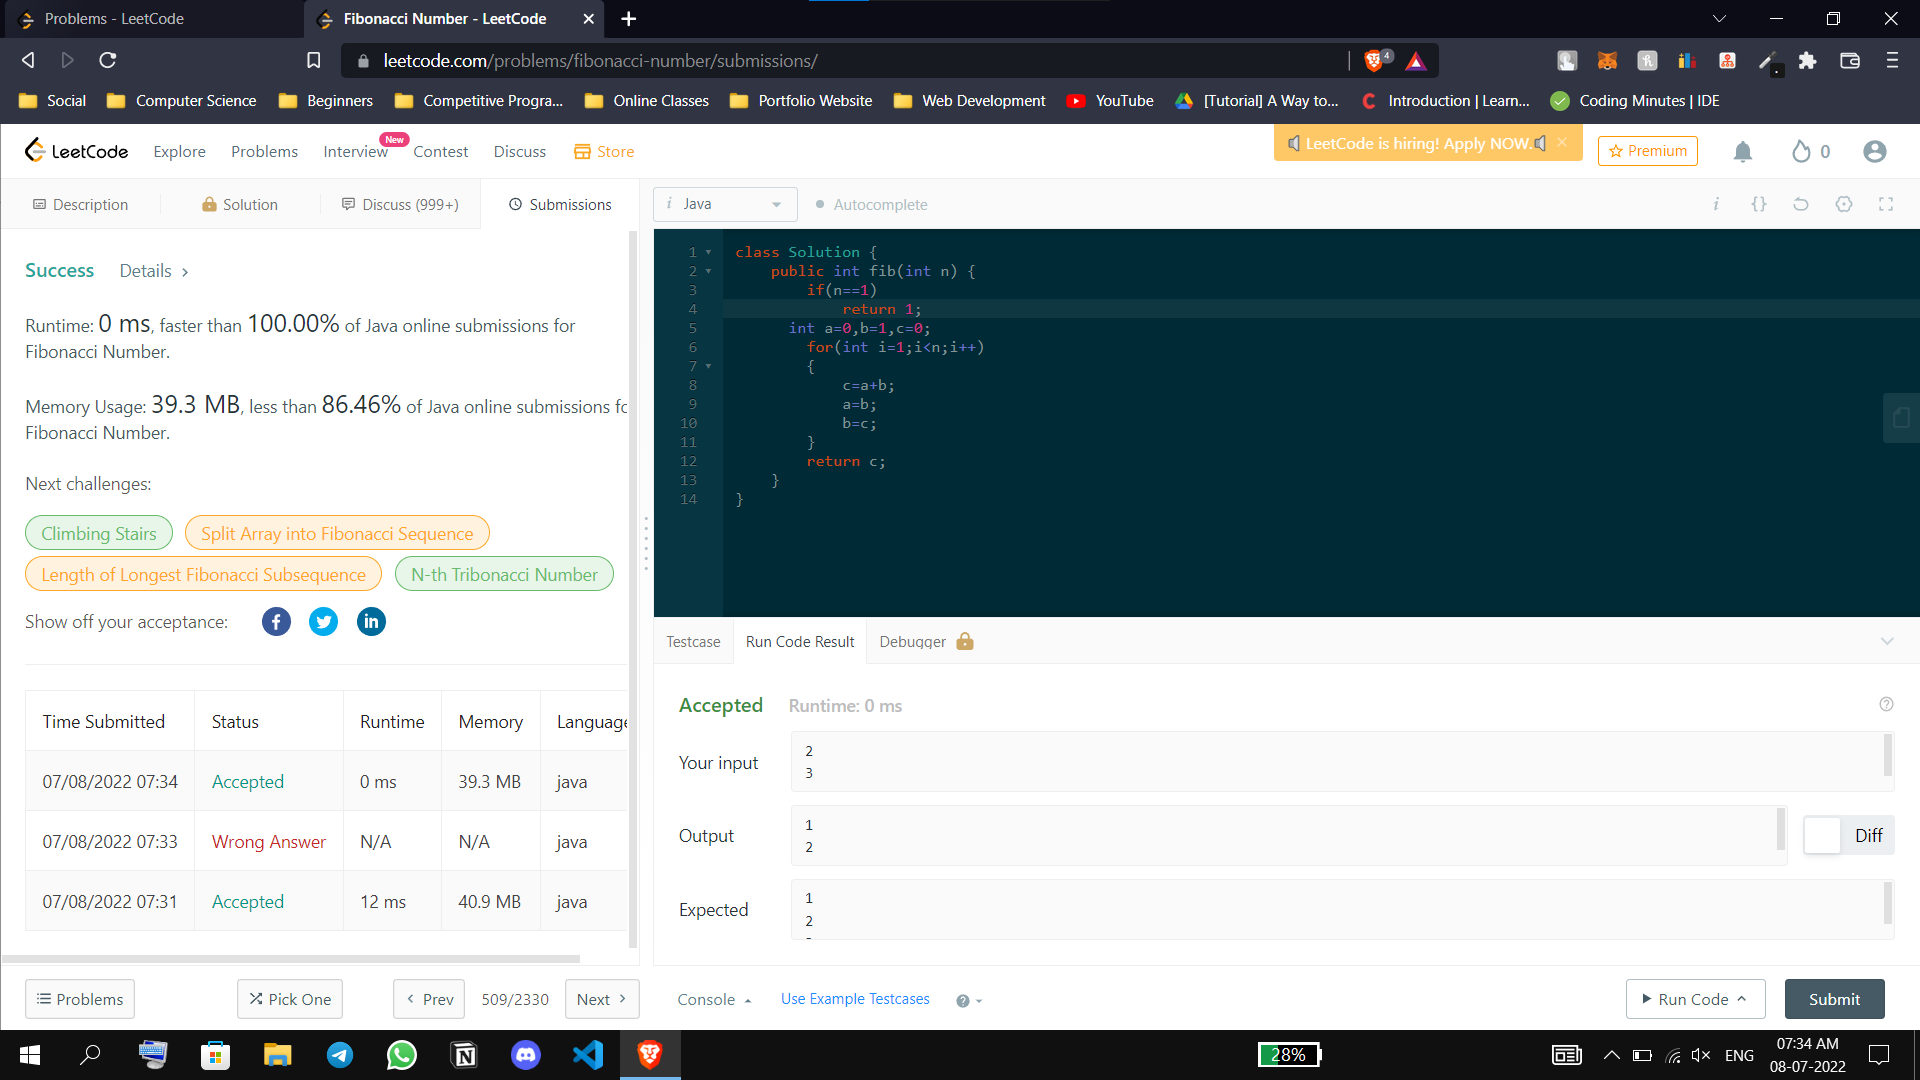 Problems - LeetCode
Fibonacci Number - LeetCode
leetcode.com/problems/fibonacci-number/submissions/
4
Social
Computer Science
Beginners
Competitive Progra...
Online Classes
Portfolio Website
Web Development
YouTube
[Tutorial] A Way to...
Introduction | Learn...
Coding Minutes | IDE
LeetCode
Explore
Problems
Interview
New
Contest
Discuss
Store
LeetCode is hiring! Apply NOW.
Premium
0
Description
Solution
Discuss (999+)
Submissions
i Java
Autocomplete
Success
Details
Runtime: 0 ms, faster than 100.00% of Java online submissions for
Fibonacci Number.
Memory Usage: 39.3 MB, less than 86.46% of Java online submissions fo
Fibonacci Number.
Next challenges:
Climbing Stairs
Split Array into Fibonacci Sequence
Length of Longest Fibonacci Subsequence
N-th Tribonacci Number
Show off your acceptance:
Time Submitted Status Runtime Memory Language
07/08/2022 07:34 Accepted 0 ms 39.3 MB java
07/08/2022 07:33 Wrong Answer N/A N/A java
07/08/2022 07:31 Accepted 12 ms 40.9 MB java
1 class Solution {
2 public int fib(int n) {
3 if(n==1)
4 return 1;
5 int a=0,b=1,c=0;
6 for(int i=1;i<n;i++)
7 {
8 c=a+b;
9 a=b;
10 b=c;
11 }
12 return c;
13 }
14 }
Testcase
Run Code Result
Debugger
Accepted
Runtime: 0 ms
Your input
2
3
Output
1
2
Diff
Expected
1
2
Problems
Pick One
Prev
509/2330
Next
Console
Use Example Testcases
Run Code
Submit
28%
ENG
07:34 AM
08-07-2022